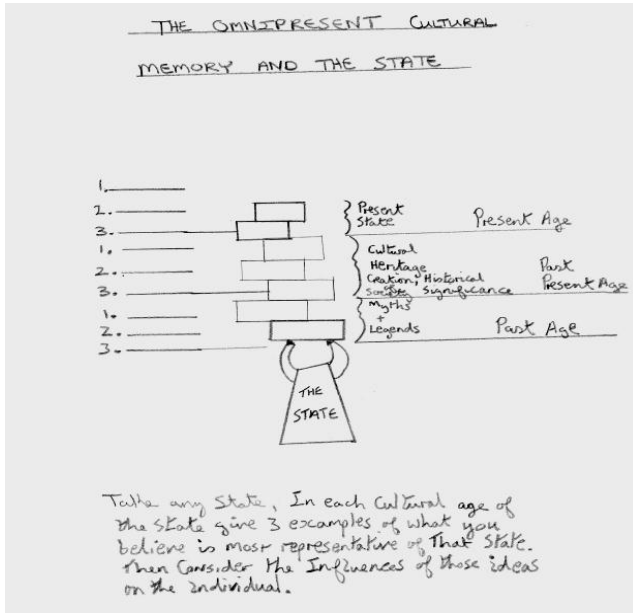 THE OMNIPRESENT CULTURAL
MEMORY AND THE STATE
1.
2.
3.
1.
2.
3.
1.
2.
3.
Present
State
Present Age
Cultural
Heritage
Past
Creation, Historical
of Society Significance
Present Age
Myths
+
Legends
Past Age
THE
STATE
Take any State, In each Cultural age of
the state give 3 examples of what you
believe is most representative of That State.
Then Consider the Influences of those ideas
on the individual.